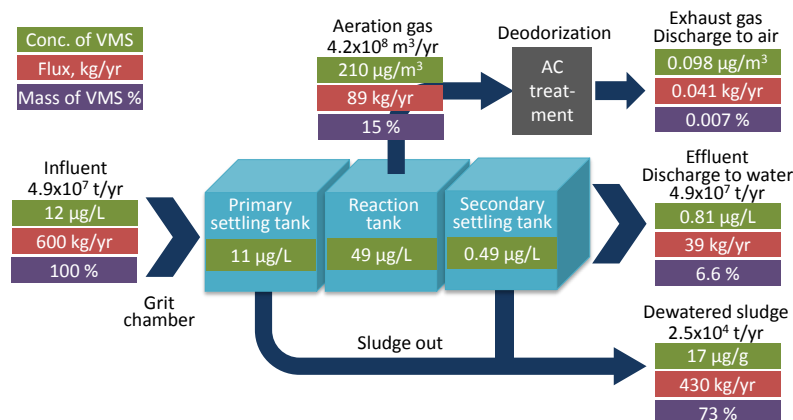 Conc. of VMS
Flux, kg/yr
Mass of VMS %
Aeration gas
4.2x10⁸ m³/yr
210 µg/m³
89 kg/yr
15 %
Deodorization
AC
treat-
ment
Exhaust gas
Discharge to air
0.098 µg/m³
0.041 kg/yr
0.007 %
Influent
4.9x10⁷ t/yr
12 µg/L
600 kg/yr
100 %
Grit
chamber
Primary
settling tank
11 µg/L
Reaction
tank
49 µg/L
Secondary
settling tank
0.49 µg/L
Effluent
Discharge to water
4.9x10⁷ t/yr
0.81 µg/L
39 kg/yr
6.6 %
Sludge out
Dewatered sludge
2.5x10⁴ t/yr
17 µg/g
430 kg/yr
73 %